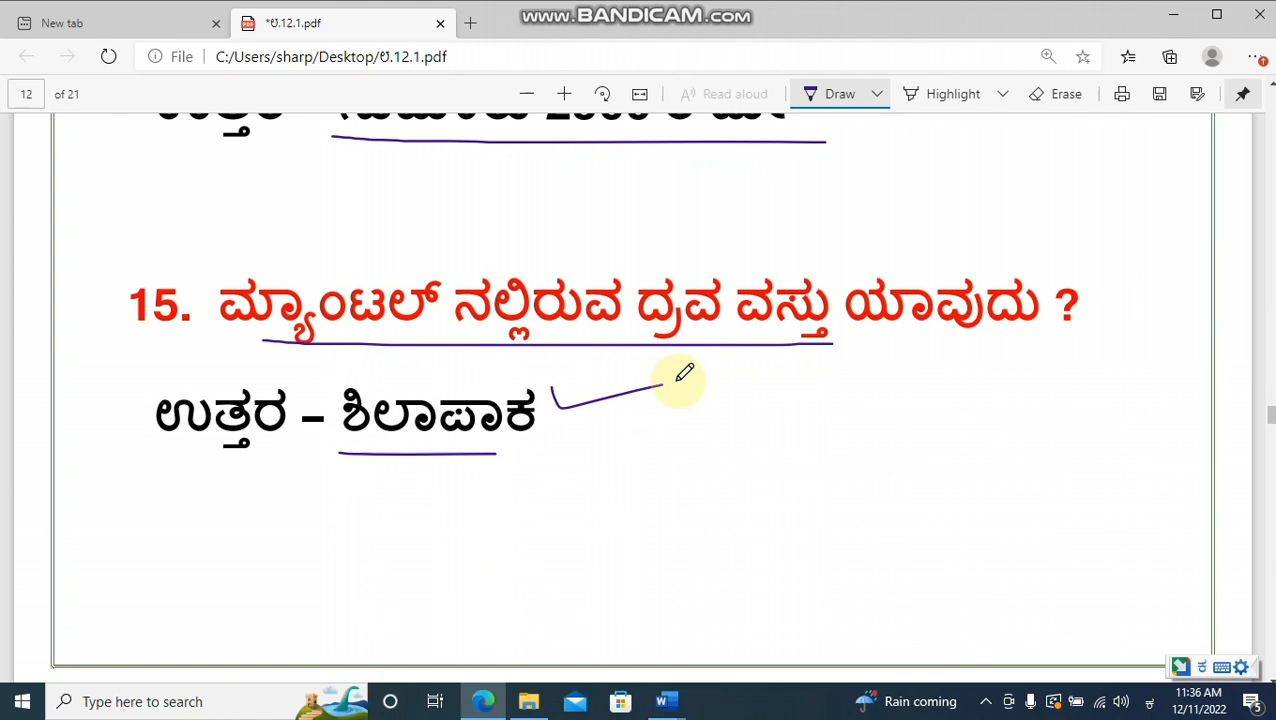 www.BANDICAM.com
New tab
*ಅ.12.1.pdf
File C:/Users/sharp/Desktop/ಅ.12.1.pdf
12 of 21
Read aloud Draw Highlight Erase
15. ಮ್ಯಾಂಟಲ್ ನಲ್ಲಿರುವ ದ್ರವ ವಸ್ತು ಯಾವುದು ?
ಉತ್ತರ – ಶಿಲಾಪಾಕ
Type here to search
Rain coming
11:36 AM
12/11/2022